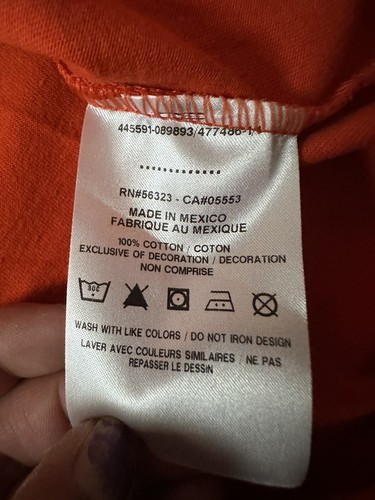 445591-089893/477486-1/
RN#56323 - CA#05553
MADE IN MEXICO
FABRIQUE AU MEXIQUE
100% COTTON / COTON
EXCLUSIVE OF DECORATION / DECORATION
NON COMPRISE
30C
WASH WITH LIKE COLORS / DO NOT IRON DESIGN
LAVER AVEC COULEURS SIMILAIRES / NE PAS
REPASSER LE DESSIN